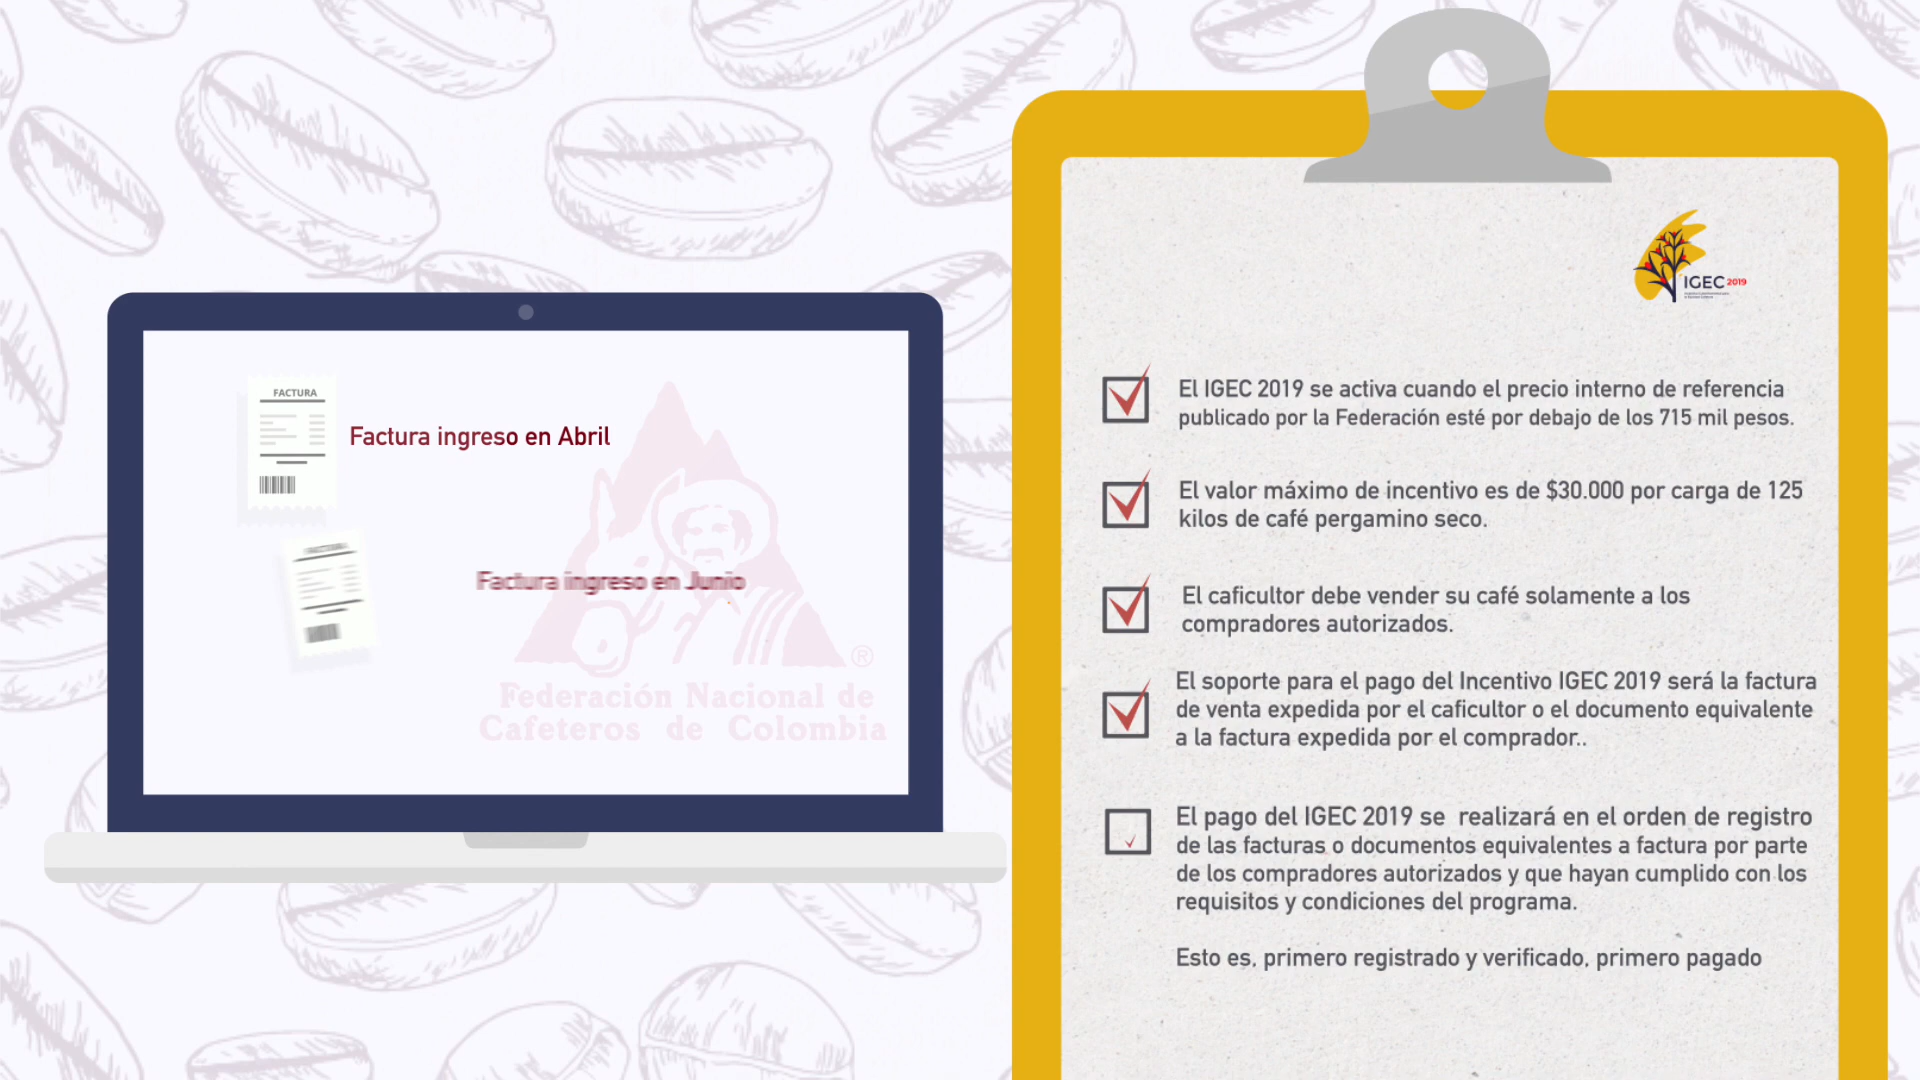 FACTURA
Factura ingreso en Abril
Factura ingreso en Junio
®
Federación Nacional de
Cafeteros de Colombia
IGEC 2019
El IGEC 2019 se activa cuando el precio interno de referencia
publicado por la Federación esté por debajo de los 715 mil pesos.
El valor máximo de incentivo es de $30.000 por carga de 125
kilos de café pergamino seco.
El caficultor debe vender su café solamente a los
compradores autorizados.
El soporte para el pago del Incentivo IGEC 2019 será la factura
de venta expedida por el caficultor o el documento equivalente
a la factura expedida por el comprador..
El pago del IGEC 2019 se realizará en el orden de registro
de las facturas o documentos equivalentes a factura por parte
de los compradores autorizados y que hayan cumplido con los
requisitos y condiciones del programa.
Esto es, primero registrado y verificado, primero pagado